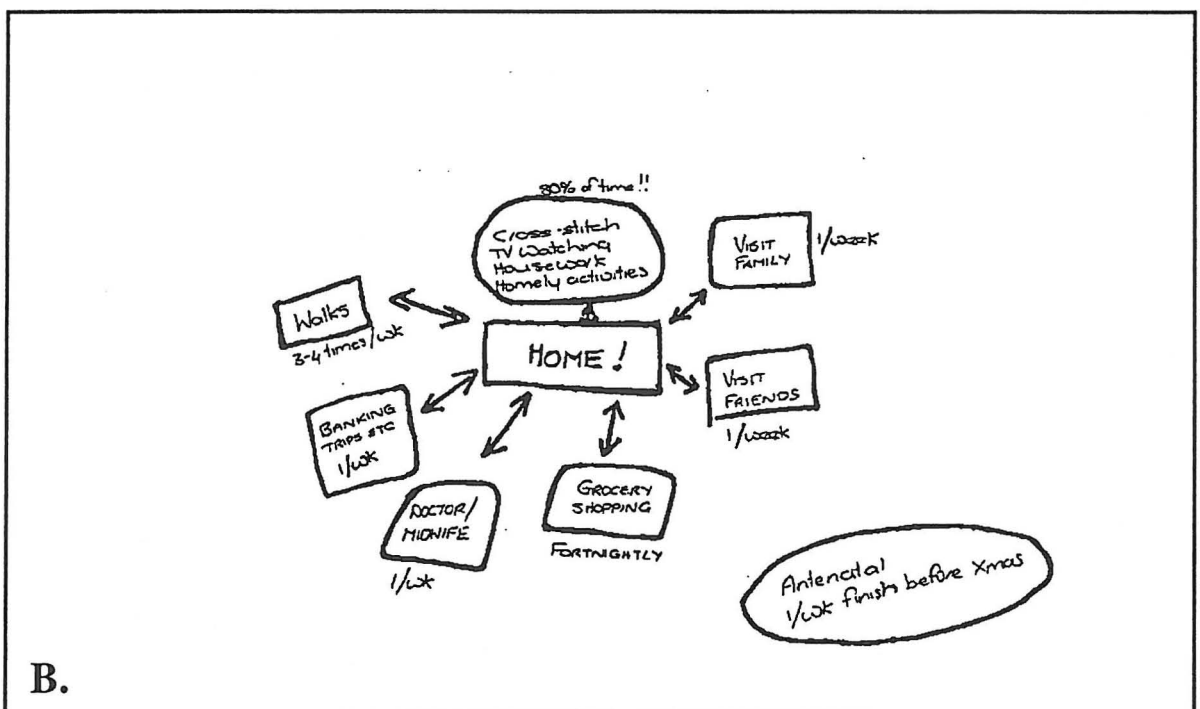 80% of time!!
Cross-stitch
TV Watching
Housework
Homely activities
VISIT
FAMILY
1/week
Walks
3-4 times/wk
HOME!
VISIT
FRIENDS
1/week
BANKING
TRIPS ETC
1/wk
DOCTOR/
MIDWIFE
1/wk
GROCERY
SHOPPING
FORTNIGHTLY
Antenatal
1/wk finish before Xmas
B.